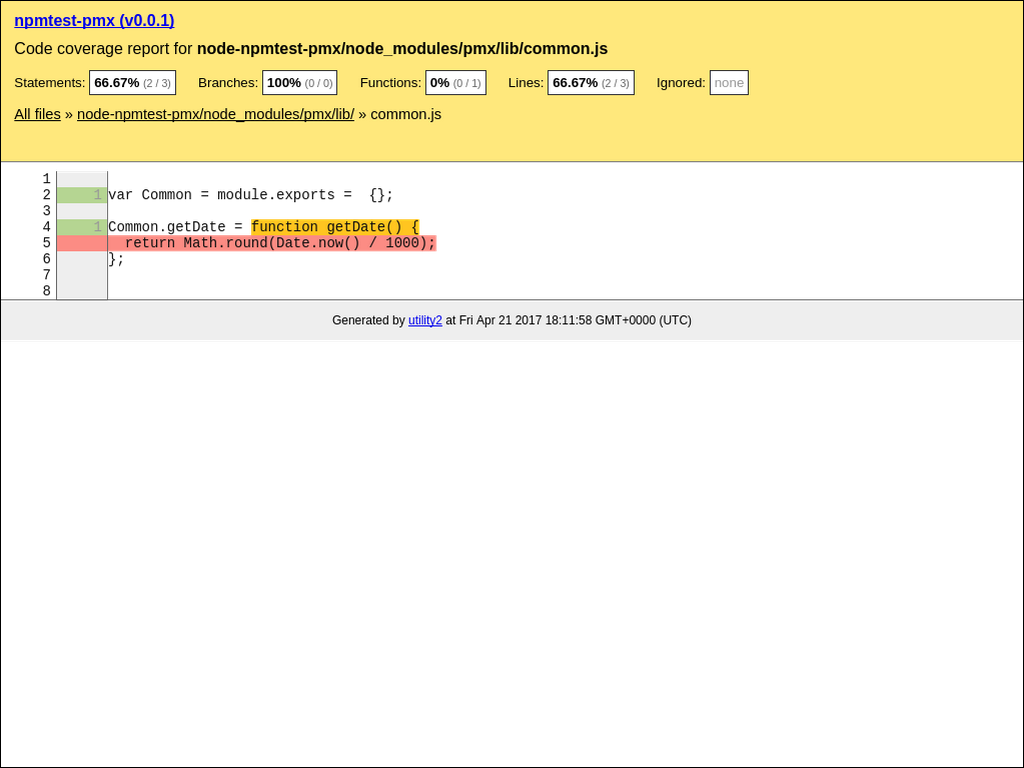 npmtest-pmx (v0.0.1)
Code coverage report for node-npmtest-pmx/node_modules/pmx/lib/common.js
Statements: 66.67% (2 / 3) Branches: 100% (0 / 0) Functions: 0% (0 / 1) Lines: 66.67% (2 / 3) Ignored: none
All files » node-npmtest-pmx/node_modules/pmx/lib/ » common.js
1
2 1 var Common = module.exports =  {};
3
4 1 Common.getDate = function getDate() {
5   return Math.round(Date.now() / 1000);
6 };
7
8
Generated by utility2 at Fri Apr 21 2017 18:11:58 GMT+0000 (UTC)